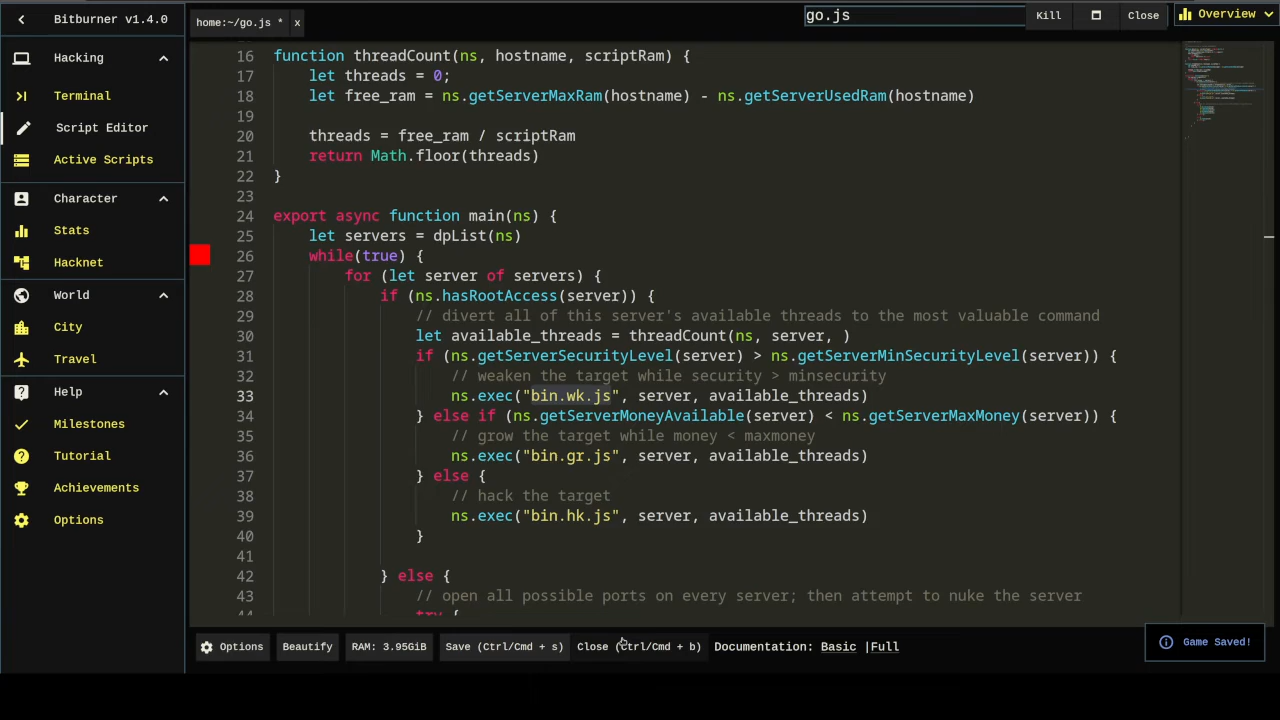 Bitburner v1.4.0
home:~/go.js * x
go.js
Kill
Close
Overview
Hacking
Terminal
Script Editor
Active Scripts
Character
Stats
Hacknet
World
City
Travel
Help
Milestones
Tutorial
Achievements
Options
16 function threadCount(ns, hostname, scriptRam) {
17 let threads = 0;
18 let free_ram = ns.getServerMaxRam(hostname) - ns.getServerUsedRam(hostname)
19
20 threads = free_ram / scriptRam
21 return Math.floor(threads)
22 }
23
24 export async function main(ns) {
25 let servers = dpList(ns)
26 while(true) {
27 for (let server of servers) {
28 if (ns.hasRootAccess(server)) {
29 // divert all of this server's available threads to the most valuable command
30 let available_threads = threadCount(ns, server, )
31 if (ns.getServerSecurityLevel(server) > ns.getServerMinSecurityLevel(server)) {
32 // weaken the target while security > minsecurity
33 ns.exec("bin.wk.js", server, available_threads)
34 } else if (ns.getServerMoneyAvailable(server) < ns.getServerMaxMoney(server)) {
35 // grow the target while money < maxmoney
36 ns.exec("bin.gr.js", server, available_threads)
37 } else {
38 // hack the target
39 ns.exec("bin.hk.js", server, available_threads)
40 }
41
42 } else {
43 // open all possible ports on every server; then attempt to nuke the server
44 try {
Options
Beautify
RAM: 3.95GiB
Save (Ctrl/Cmd + s)
Close (Ctrl/Cmd + b)
Documentation: Basic |Full
Game Saved!